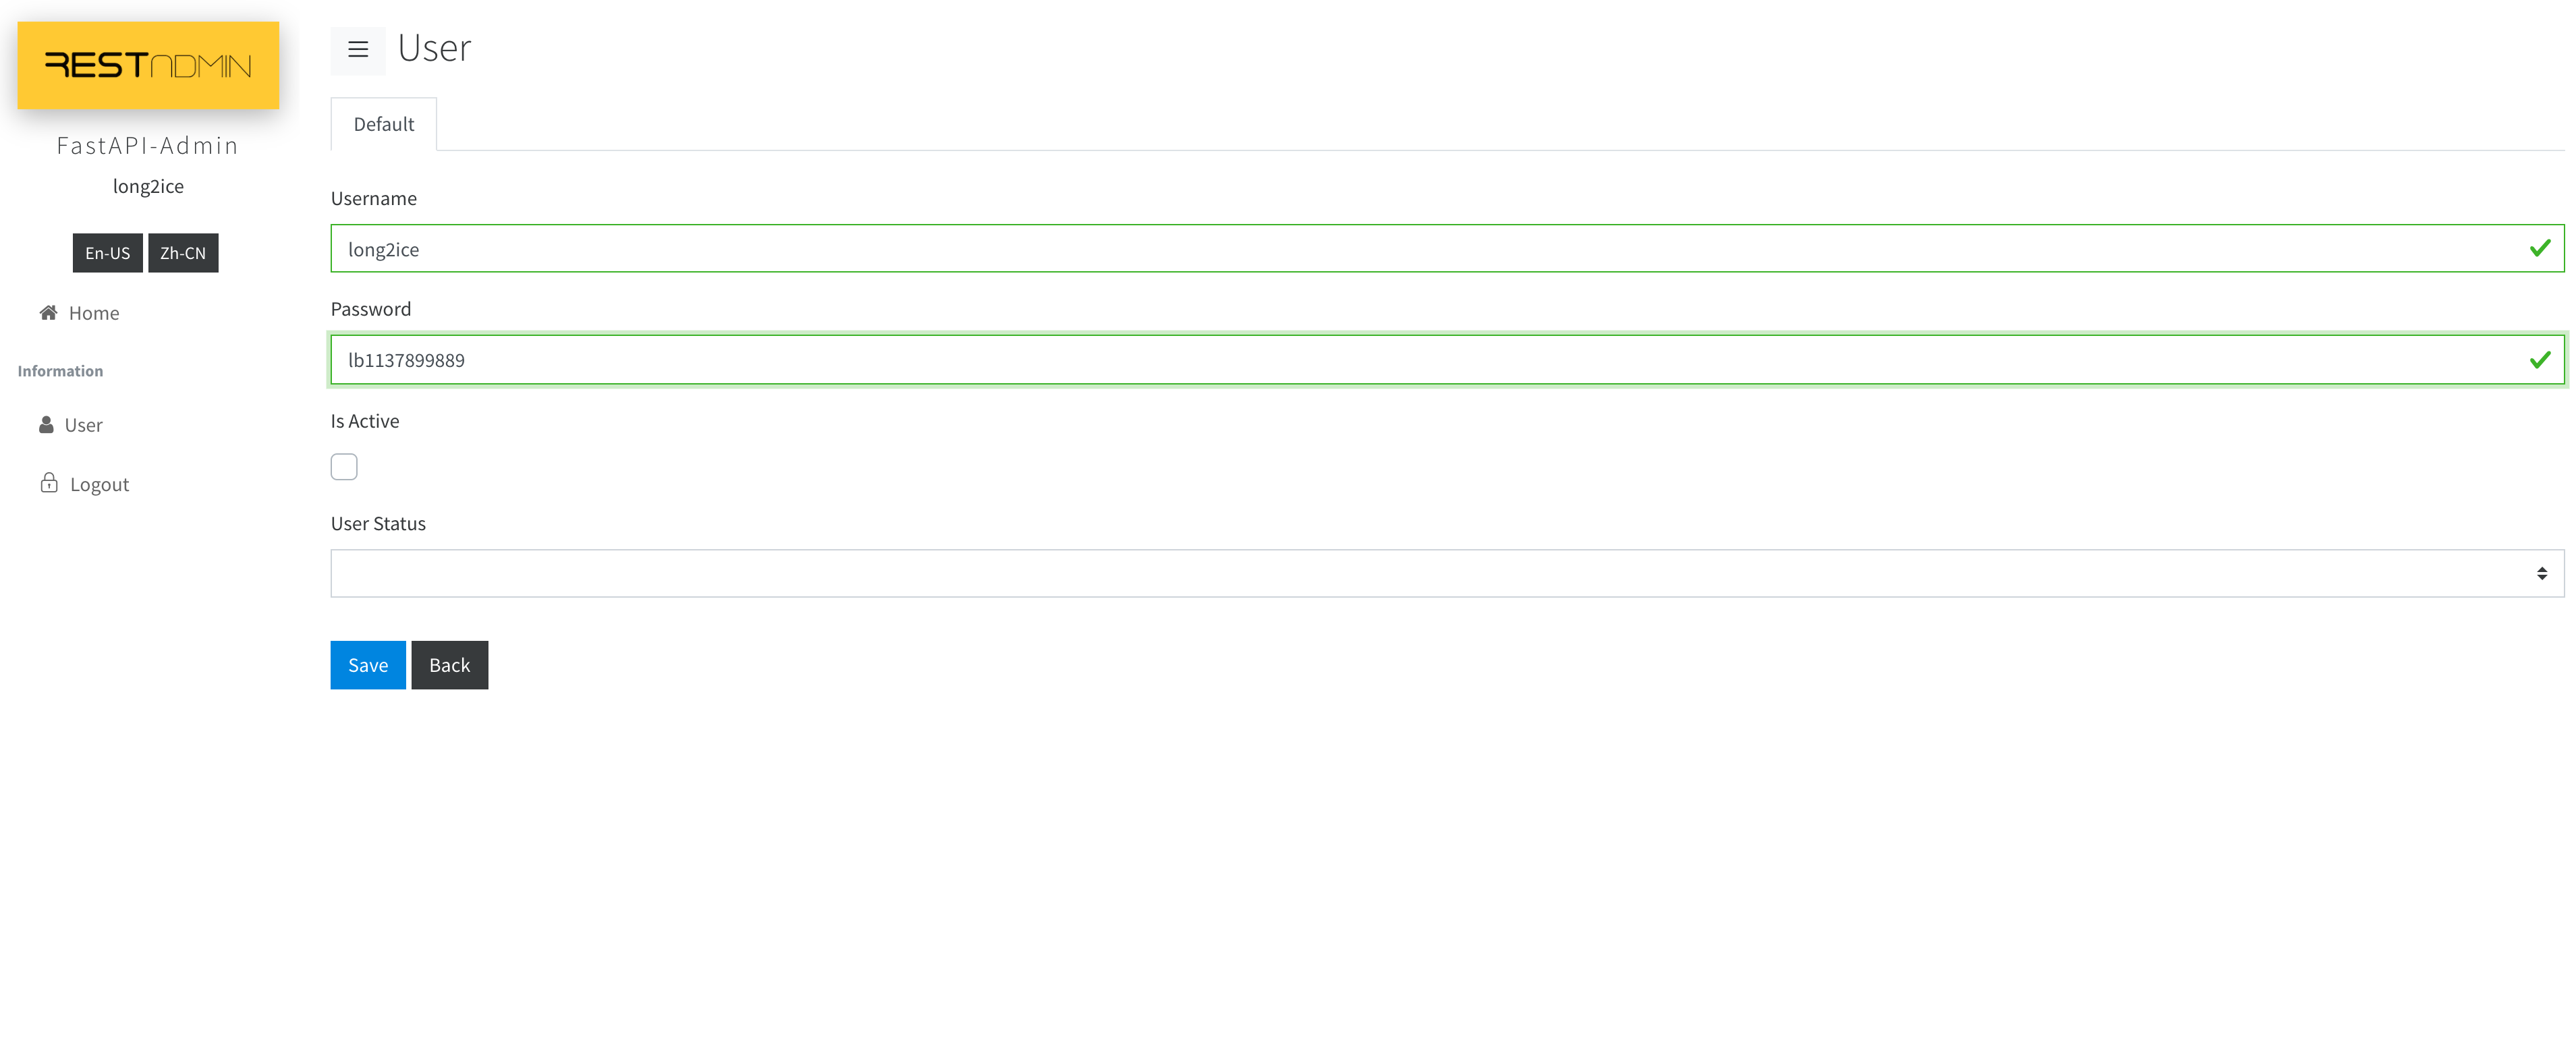 RESTADMIN
FastAPI-Admin
long2ice
En-US Zh-CN
Home
Information
User
Logout
User
Default
Username
long2ice
Password
lb1137899889
Is Active
User Status
Save Back